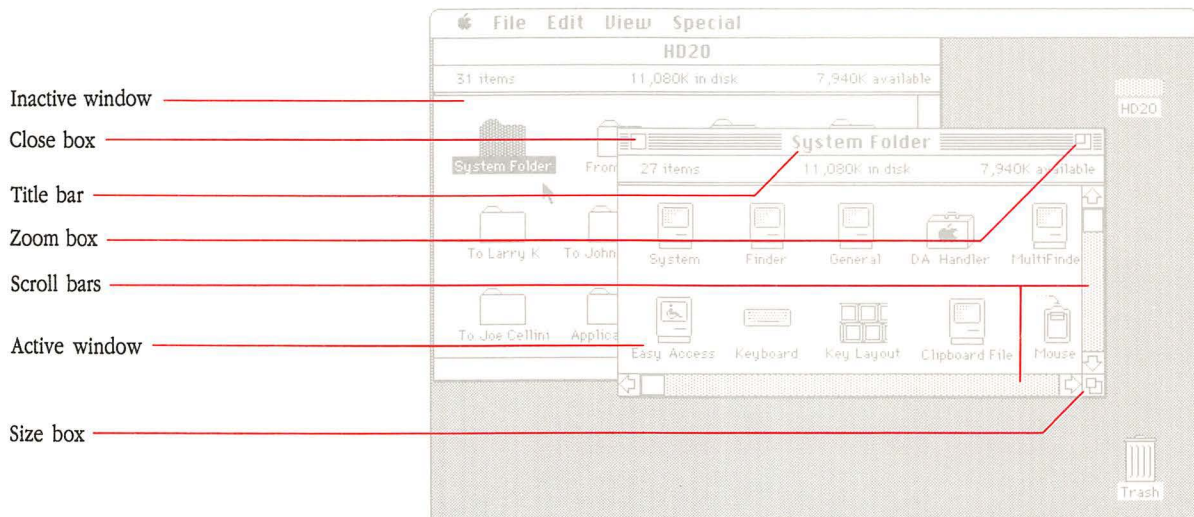 File Edit View Special
HD20
31 items 11,080K in disk 7,940K available
Inactive window
HD20
Close box
System Folder
System Folder
27 items 11,080K in disk 7,940K available
Title bar
Zoom box
To Larry K To John
System Finder General DA Handler MultiFinde
Scroll bars
To Joe Cellini Applica
Active window
Easy Access Keyboard Key Layout Clipboard File Mouse
Size box
Trash